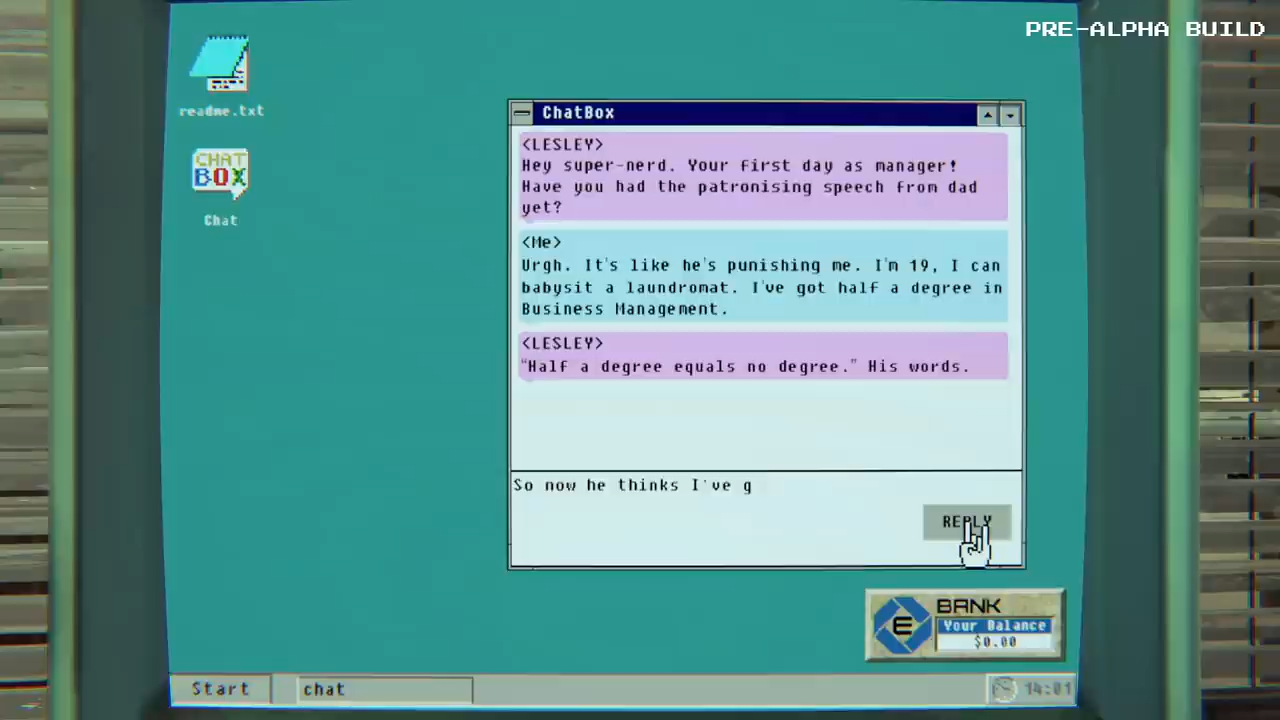 PRE-ALPHA BUILD
readme.txt
CHAT
BOX
Chat
ChatBox
<LESLEY>
Hey super-nerd. Your first day as manager!
Have you had the patronising speech from dad
yet?
<Me>
Urgh. It's like he's punishing me. I'm 19, I can
babysit a laundromat. I've got half a degree in
Business Management.
<LESLEY>
"Half a degree equals no degree." His words.
So now he thinks I've g
REPLY
E
BANK
Your Balance
$0.00
Start
chat
14:01